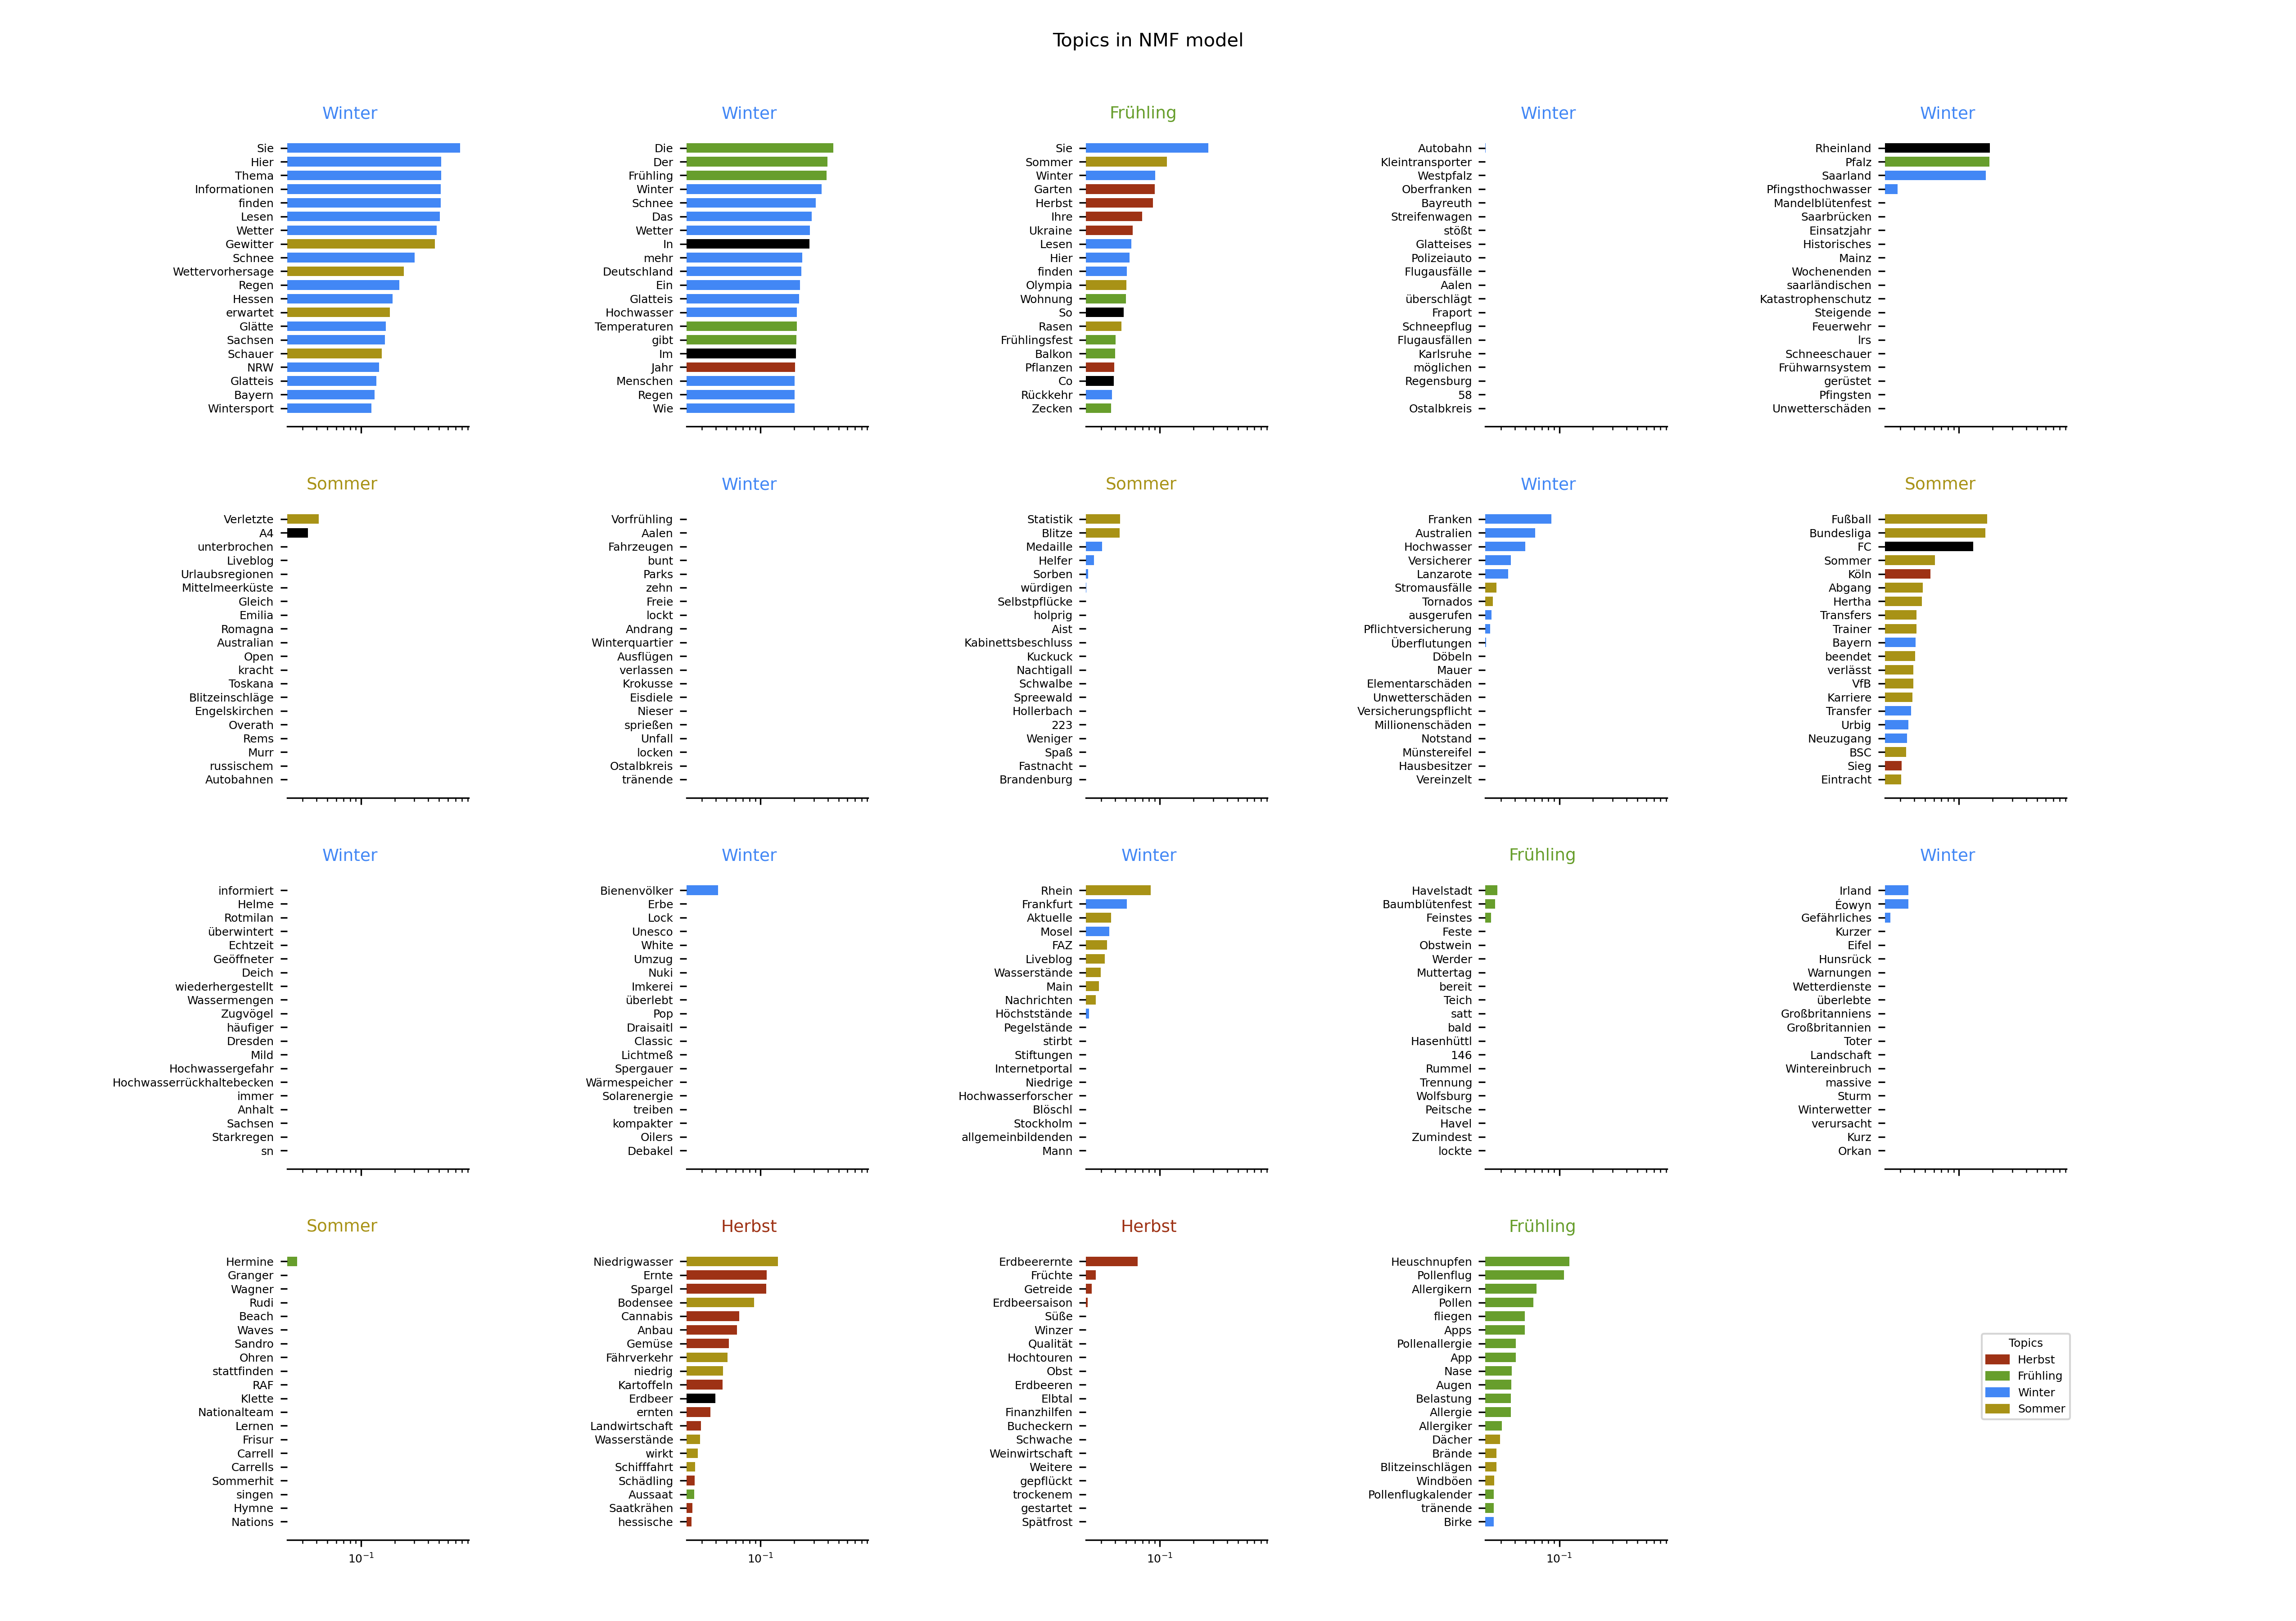 Topics in NMF model
Winter
Sie
Hier
Thema
Informationen
finden
Lesen
Wetter
Gewitter
Schnee
Wettervorhersage
Regen
Hessen
erwartet
Glätte
Sachsen
Schauer
NRW
Glatteis
Bayern
Wintersport
Winter
Die
Der
Frühling
Winter
Schnee
Das
Wetter
In
mehr
Deutschland
Ein
Glatteis
Hochwasser
Temperaturen
gibt
Im
Jahr
Menschen
Regen
Wie
Frühling
Sie
Sommer
Winter
Garten
Herbst
Ihre
Ukraine
Lesen
Hier
finden
Olympia
Wohnung
So
Rasen
Frühlingsfest
Balkon
Pflanzen
Co
Rückkehr
Zecken
Winter
Autobahn
Kleintransporter
Westpfalz
Oberfranken
Bayreuth
Streifenwagen
stößt
Glatteises
Polizeiauto
Flugausfälle
Aalen
überschlägt
Fraport
Schneepflug
Flugausfällen
Karlsruhe
möglichen
Regensburg
58
Ostalbkreis
Winter
Rheinland
Pfalz
Saarland
Pfingsthochwasser
Mandelblütenfest
Saarbrücken
Einsatzjahr
Historisches
Mainz
Wochenenden
saarländischen
Katastrophenschutz
Steigende
Feuerwehr
lrs
Schneeschauer
Frühwarnsystem
gerüstet
Pfingsten
Unwetterschäden
Sommer
Verletzte
A4
unterbrochen
Liveblog
Urlaubsregionen
Mittelmeerküste
Gleich
Emilia
Romagna
Australian
Open
kracht
Toskana
Blitzeinschläge
Engelskirchen
Overath
Rems
Murr
russischem
Autobahnen
Winter
Vorfrühling
Aalen
Fahrzeugen
bunt
Parks
zehn
Freie
lockt
Andrang
Winterquartier
Ausflügen
verlassen
Krokusse
Eisdiele
Nieser
sprießen
Unfall
locken
Ostalbkreis
tränende
Sommer
Statistik
Blitze
Medaille
Helfer
Sorben
würdigen
Selbstpflücke
holprig
Aist
Kabinettsbeschluss
Kuckuck
Nachtigall
Schwalbe
Spreewald
Hollerbach
223
Weniger
Spaß
Fastnacht
Brandenburg
Winter
Franken
Australien
Hochwasser
Versicherer
Lanzarote
Stromausfälle
Tornados
ausgerufen
Pflichtversicherung
Überflutungen
Döbeln
Mauer
Elementarschäden
Unwetterschäden
Versicherungspflicht
Millionenschäden
Notstand
Münstereifel
Hausbesitzer
Vereinzelt
Sommer
Fußball
Bundesliga
FC
Sommer
Köln
Abgang
Hertha
Transfers
Trainer
Bayern
beendet
verlässt
VfB
Karriere
Transfer
Urbig
Neuzugang
BSC
Sieg
Eintracht
Winter
informiert
Helme
Rotmilan
überwintert
Echtzeit
Geöffneter
Deich
wiederhergestellt
Wassermengen
Zugvögel
häufiger
Dresden
Mild
Hochwassergefahr
Hochwasserrückhaltebecken
immer
Anhalt
Sachsen
Starkregen
sn
Winter
Bienenvölker
Erbe
Lock
Unesco
White
Umzug
Nuki
Imkerei
überlebt
Pop
Draisaitl
Classic
Lichtmeß
Spergauer
Wärmespeicher
Solarenergie
treiben
kompakter
Oilers
Debakel
Winter
Rhein
Frankfurt
Aktuelle
Mosel
FAZ
Liveblog
Wasserstände
Main
Nachrichten
Höchststände
Pegelstände
stirbt
Stiftungen
Internetportal
Niedrige
Hochwasserforscher
Blöschl
Stockholm
allgemeinbildenden
Mann
Frühling
Havelstadt
Baumblütenfest
Feinstes
Feste
Obstwein
Werder
Muttertag
bereit
Teich
satt
bald
Hasenhüttl
146
Rummel
Trennung
Wolfsburg
Peitsche
Havel
Zumindest
lockte
Winter
Irland
Éowyn
Gefährliches
Kurzer
Eifel
Hunsrück
Warnungen
Wetterdienste
überlebte
Großbritanniens
Großbritannien
Toter
Landschaft
Wintereinbruch
massive
Sturm
Winterwetter
verursacht
Kurz
Orkan
Sommer
Hermine
Granger
Wagner
Rudi
Beach
Waves
Sandro
Ohren
stattfinden
RAF
Klette
Nationalteam
Lernen
Frisur
Carrell
Carrells
Sommerhit
singen
Hymne
Nations
10⁻¹
Herbst
Niedrigwasser
Ernte
Spargel
Bodensee
Cannabis
Anbau
Gemüse
Fährverkehr
niedrig
Kartoffeln
Erdbeer
ernten
Landwirtschaft
Wasserstände
wirkt
Schifffahrt
Schädling
Aussaat
Saatkrähen
hessische
10⁻¹
Herbst
Erdbeerernte
Früchte
Getreide
Erdbeersaison
Süße
Winzer
Qualität
Hochtouren
Obst
Erdbeeren
Elbtal
Finanzhilfen
Bucheckern
Schwache
Weinwirtschaft
Weitere
gepflückt
trockenem
gestartet
Spätfrost
10⁻¹
Frühling
Heuschnupfen
Pollenflug
Allergikern
Pollen
fliegen
Apps
Pollenallergie
App
Nase
Augen
Belastung
Allergie
Allergiker
Dächer
Brände
Blitzeinschlägen
Windböen
Pollenflugkalender
tränende
Birke
10⁻¹
Topics
Herbst
Frühling
Winter
Sommer